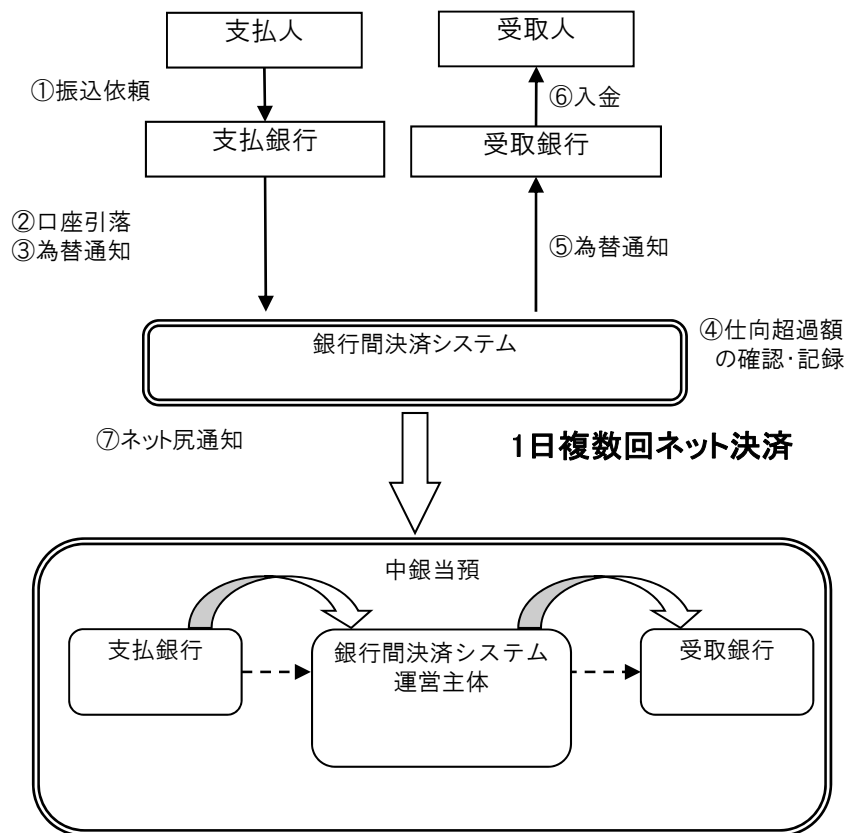 支払人
受取人
①振込依頼
⑥入金
支払銀行
受取銀行
②口座引落
③為替通知
⑤為替通知
銀行間決済システム
④仕向超過額
の確認・記録
⑦ネット尻通知
1日複数回ネット決済
中銀当預
支払銀行
銀行間決済システム
運営主体
受取銀行